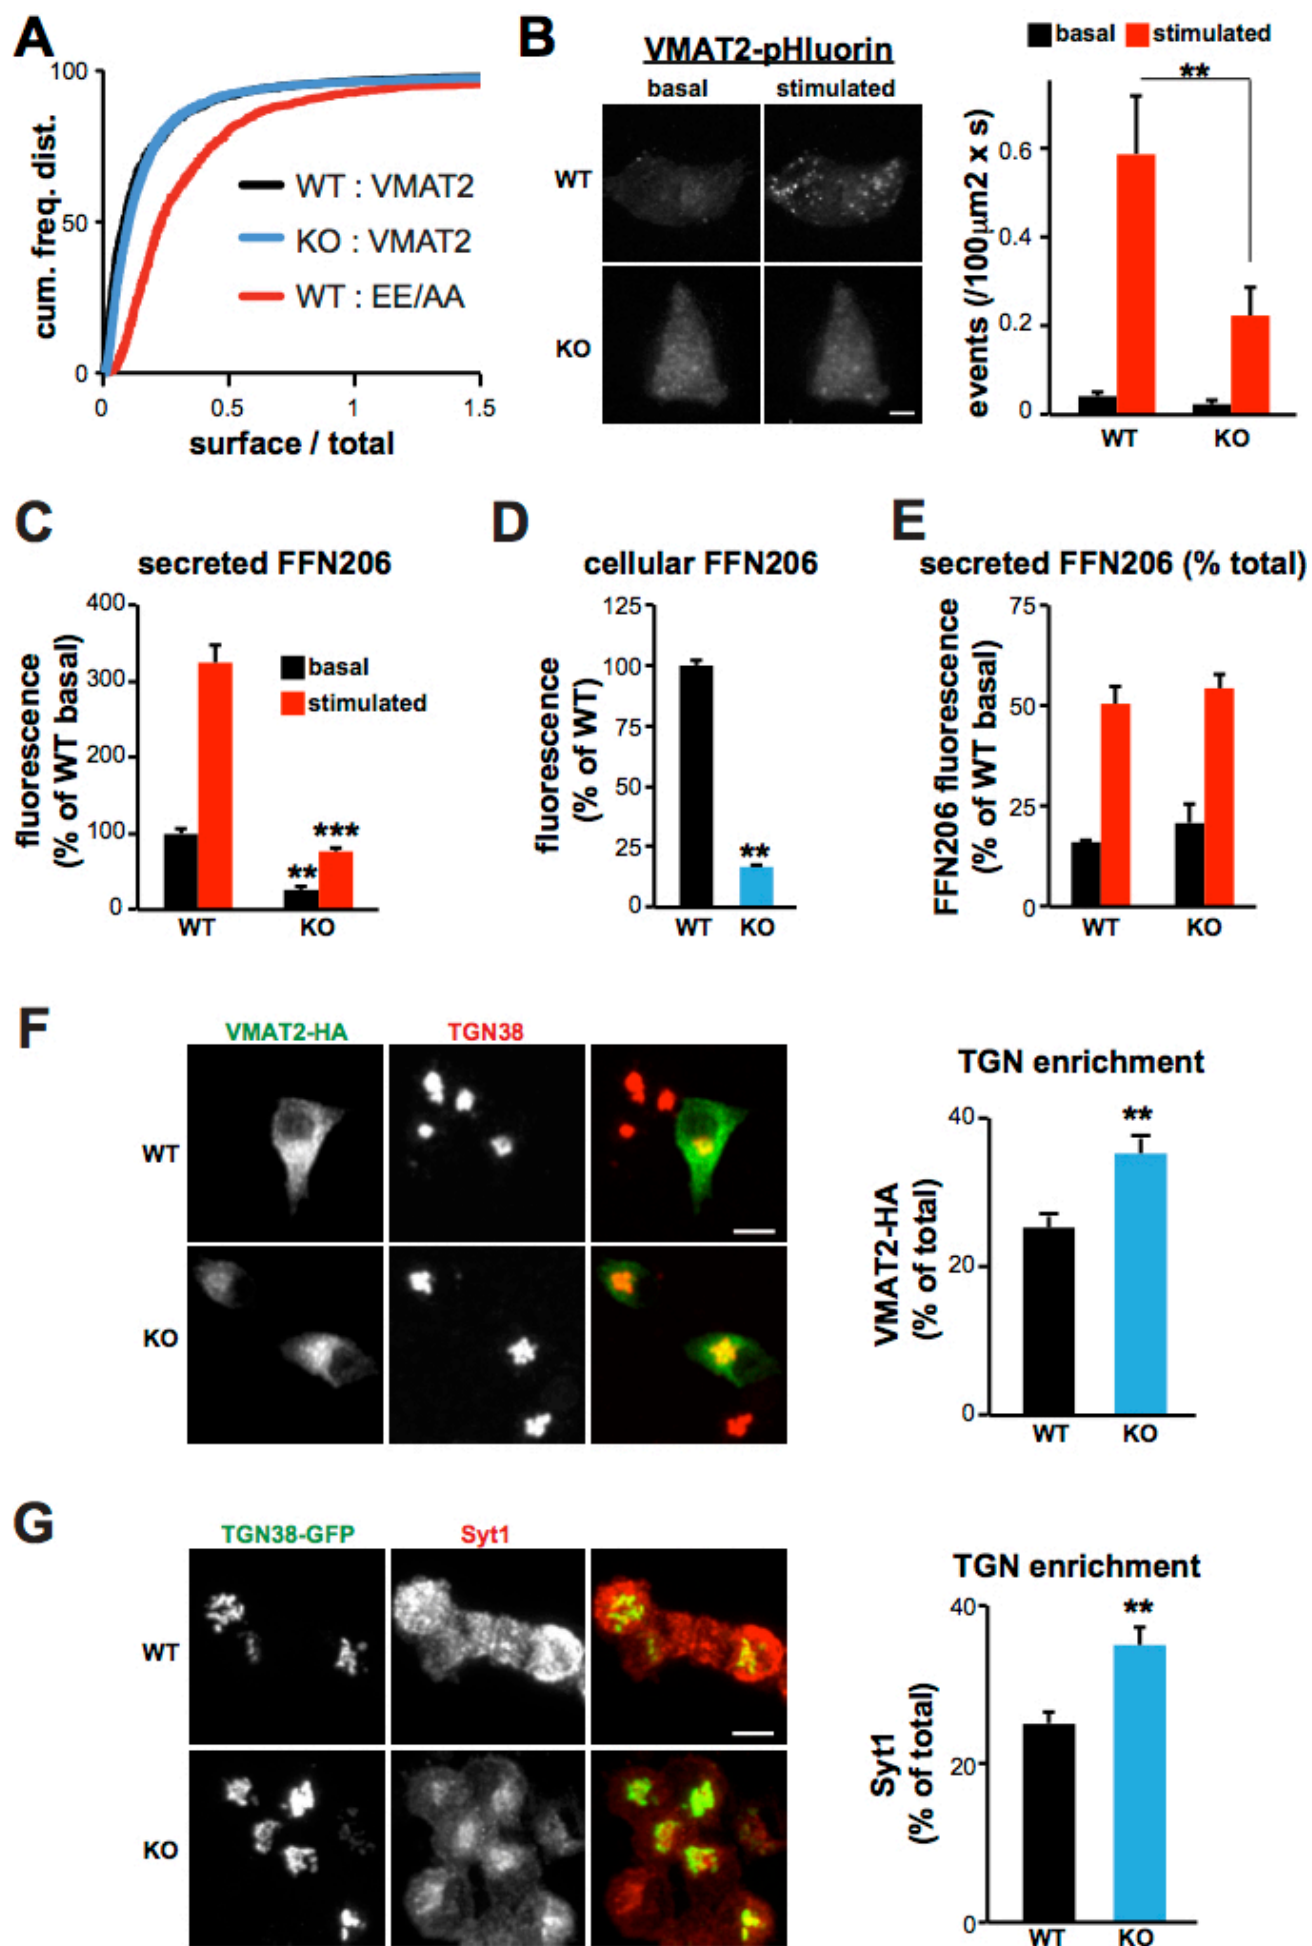 A
100
50
0
cum. freq. dist.
WT : VMAT2
KO : VMAT2
WT : EE/AA
0 0.5 1 1.5
surface / total
B
VMAT2-pHluorin
basal stimulated
WT
KO
basal stimulated
**
events (/100μm2 x s)
0.6
0.4
0.2
0
WT KO
C
secreted FFN206
fluorescence
(% of WT basal)
400
300
200
100
0
basal
stimulated
**
***
WT KO
D
cellular FFN206
fluorescence
(% of WT)
125
100
75
50
25
0
**
WT KO
E
secreted FFN206 (% total)
FFN206 fluorescence
(% of WT basal)
75
50
25
0
WT KO
F
VMAT2-HA TGN38
WT
KO
TGN enrichment
VMAT2-HA
(% of total)
40
20
0
**
WT KO
G
TGN38-GFP Syt1
WT
KO
TGN enrichment
Syt1
(% of total)
40
20
0
**
WT KO